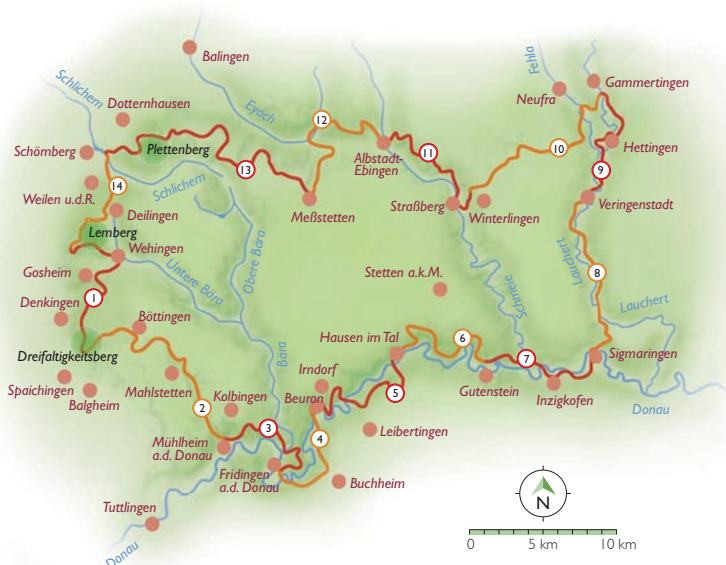 Balingen
Schlichem
Eyach
Dotternhausen
Fehla
Gammertingen
Neufra
12
Schömberg
Plettenberg
13
Albstadt-
Ebingen
11
10
Hettingen
9
14
Schlichem
Weilen u.d.R.
Deilingen
Meßstetten
Straßberg
Winterlingen
Veringenstadt
Lemberg
Wehingen
Obere Bära
Untere Bära
Lauchert
Gosheim
1
Stetten a.k.M.
Schmeie
8
Lauchert
Denkingen
Böttingen
Dreifaltigkeitsberg
Bära
Hausen im Tal
6
7
Sigmaringen
Spaichingen
Balgheim
Mahlstetten
Irndorf
Gutenstein
Inzigkofen
Donau
2
Kolbingen
Beuron
5
3
4
Leibertingen
Mühlheim
a.d. Donau
Fridingen
a.d. Donau
Buchheim
Tuttlingen
Donau
N
0 5 km 10 km